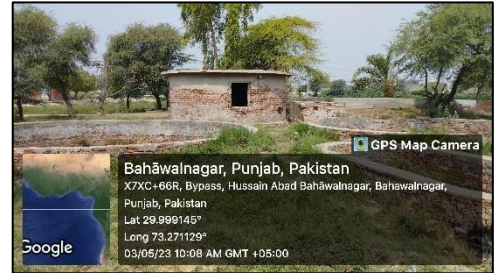 GPS Map Camera
Bahāwalnagar, Punjab, Pakistan
X7XC+66R, Bypass, Hussain Abad Bahāwalnagar, Bahawalnagar,
Punjab, Pakistan
Lat 29.999145°
Long 73.271129°
03/05/23 10:08 AM GMT +05:00
Google